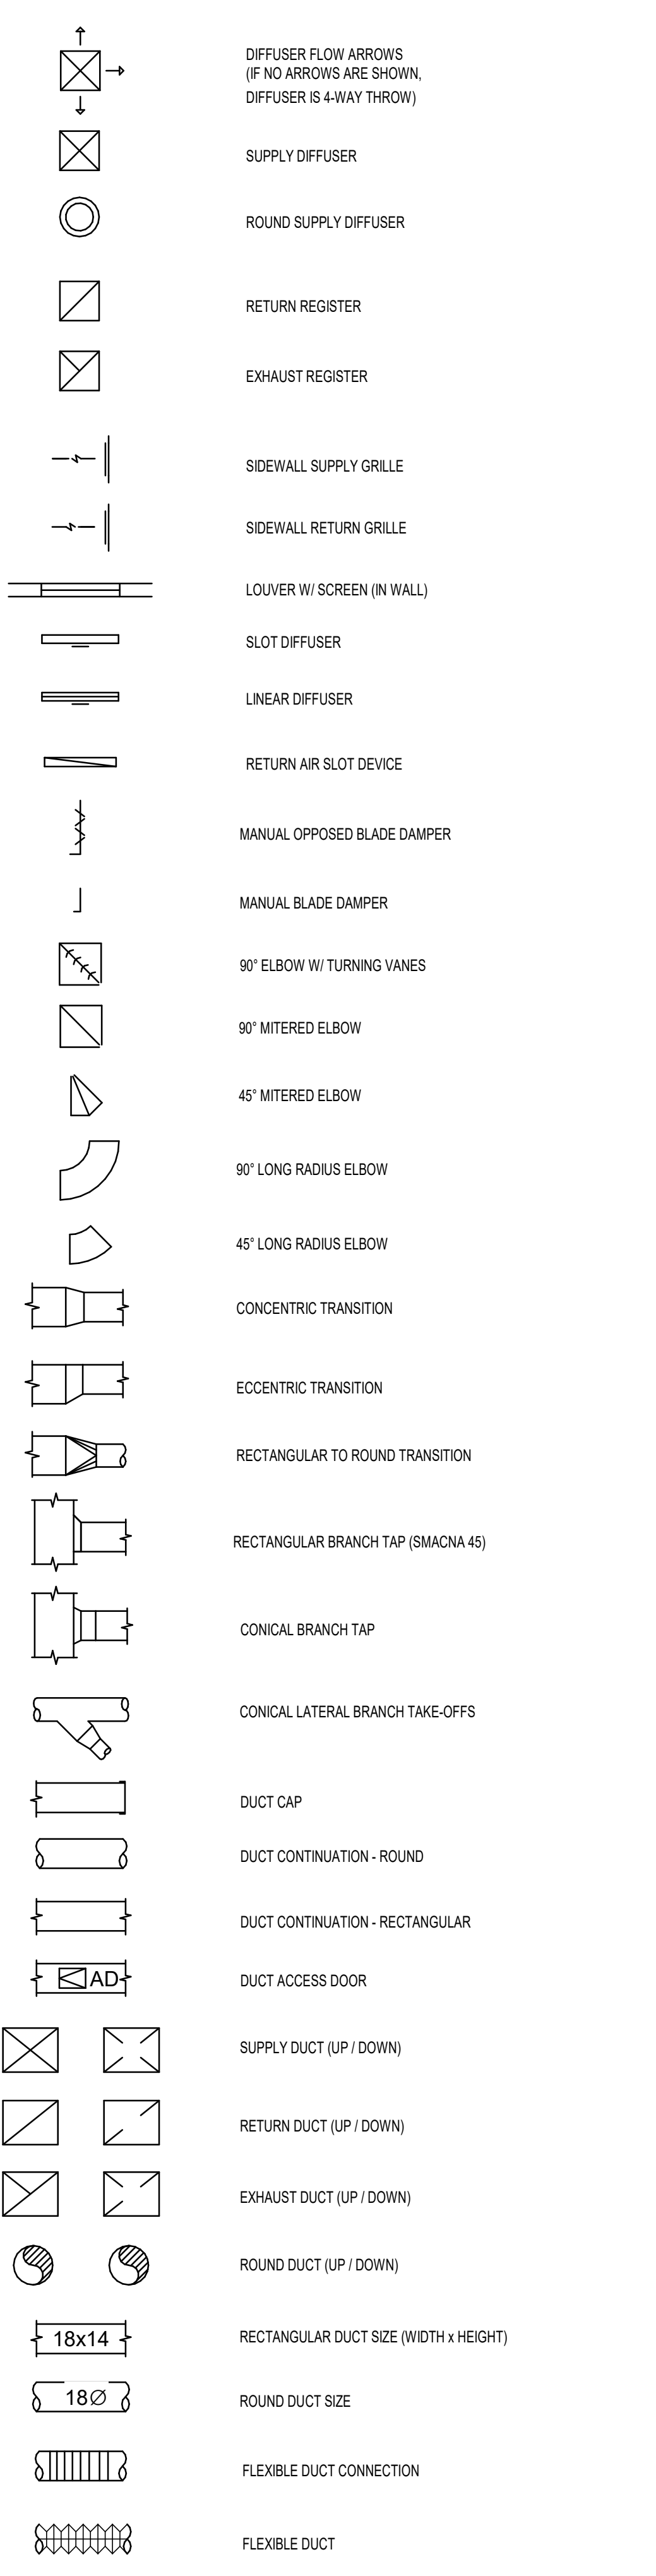 DIFFUSER FLOW ARROWS
(IF NO ARROWS ARE SHOWN,
DIFFUSER IS 4-WAY THROW)
SUPPLY DIFFUSER
ROUND SUPPLY DIFFUSER
RETURN REGISTER
EXHAUST REGISTER
SIDEWALL SUPPLY GRILLE
SIDEWALL RETURN GRILLE
LOUVER W/ SCREEN (IN WALL)
SLOT DIFFUSER
LINEAR DIFFUSER
RETURN AIR SLOT DEVICE
MANUAL OPPOSED BLADE DAMPER
MANUAL BLADE DAMPER
90° ELBOW W/ TURNING VANES
90° MITERED ELBOW
45° MITERED ELBOW
90° LONG RADIUS ELBOW
45° LONG RADIUS ELBOW
CONCENTRIC TRANSITION
ECCENTRIC TRANSITION
RECTANGULAR TO ROUND TRANSITION
RECTANGULAR BRANCH TAP (SMACNA 45)
CONICAL BRANCH TAP
CONICAL LATERAL BRANCH TAKE-OFFS
DUCT CAP
DUCT CONTINUATION - ROUND
DUCT CONTINUATION - RECTANGULAR
AD DUCT ACCESS DOOR
SUPPLY DUCT (UP / DOWN)
RETURN DUCT (UP / DOWN)
EXHAUST DUCT (UP / DOWN)
ROUND DUCT (UP / DOWN)
18x14 RECTANGULAR DUCT SIZE (WIDTH x HEIGHT)
18∅ ROUND DUCT SIZE
FLEXIBLE DUCT CONNECTION
FLEXIBLE DUCT